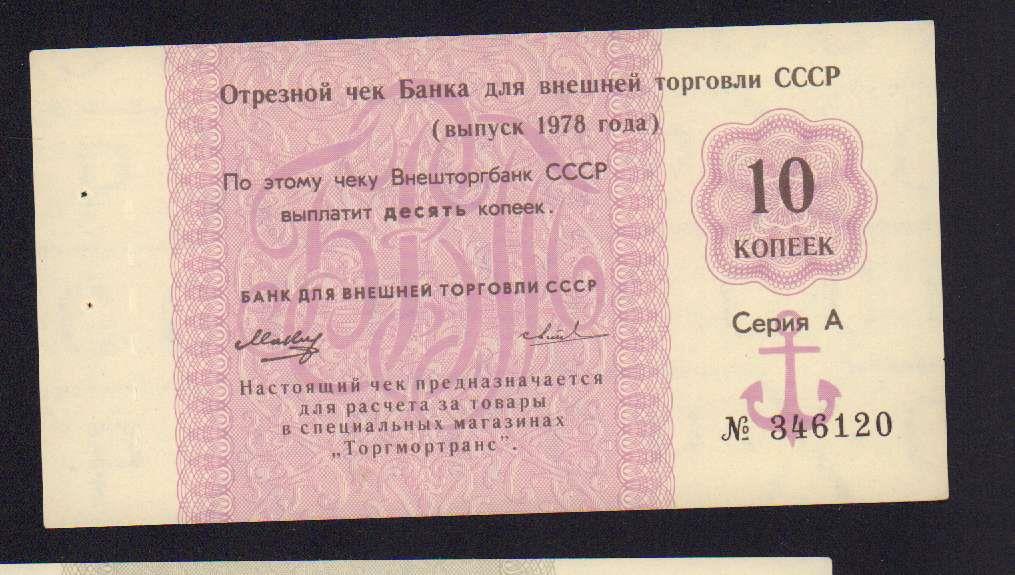 Отрезной чек Банка для внешней торговли СССР
(выпуск 1978 года)
По этому чеку Внешторгбанк СССР
выплатит десять копеек.
10
КОПЕЕК
БАНК ДЛЯ ВНЕШНЕЙ ТОРГОВЛИ СССР
Серия А
Настоящий чек предназначается
для расчета за товары
в специальных магазинах
„Торгмортранс".
№ 346120